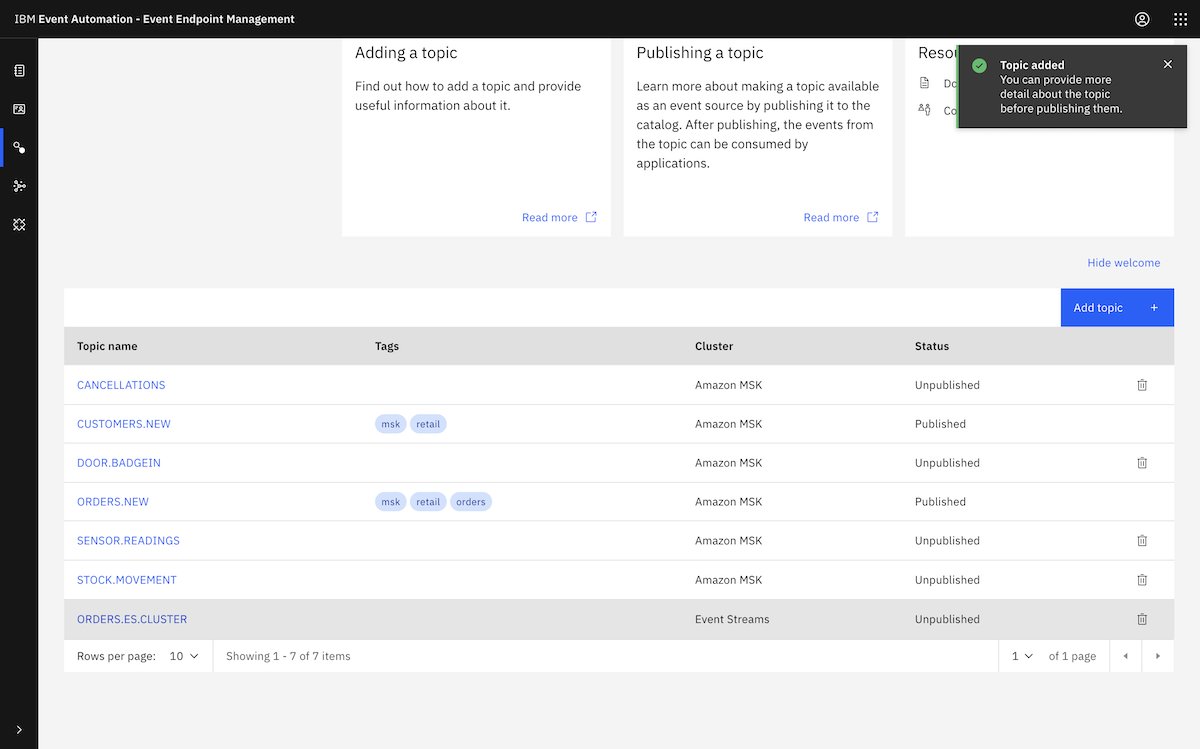 IBM Event Automation - Event Endpoint Management
Adding a topic
Find out how to add a topic and provide
useful information about it.
Read more
Publishing a topic
Learn more about making a topic available
as an event source by publishing it to the
catalog. After publishing, the events from
the topic can be consumed by
applications.
Read more
Topic added
You can provide more
detail about the topic
before publishing them.
Hide welcome
Add topic +
Topic name Tags Cluster Status
CANCELLATIONS Amazon MSK Unpublished
CUSTOMERS.NEW msk retail Amazon MSK Published
DOOR.BADGEIN Amazon MSK Unpublished
ORDERS.NEW msk retail orders Amazon MSK Published
SENSOR.READINGS Amazon MSK Unpublished
STOCK.MOVEMENT Amazon MSK Unpublished
ORDERS.ES.CLUSTER Event Streams Unpublished
Rows per page: 10 Showing 1 - 7 of 7 items 1 of 1 page